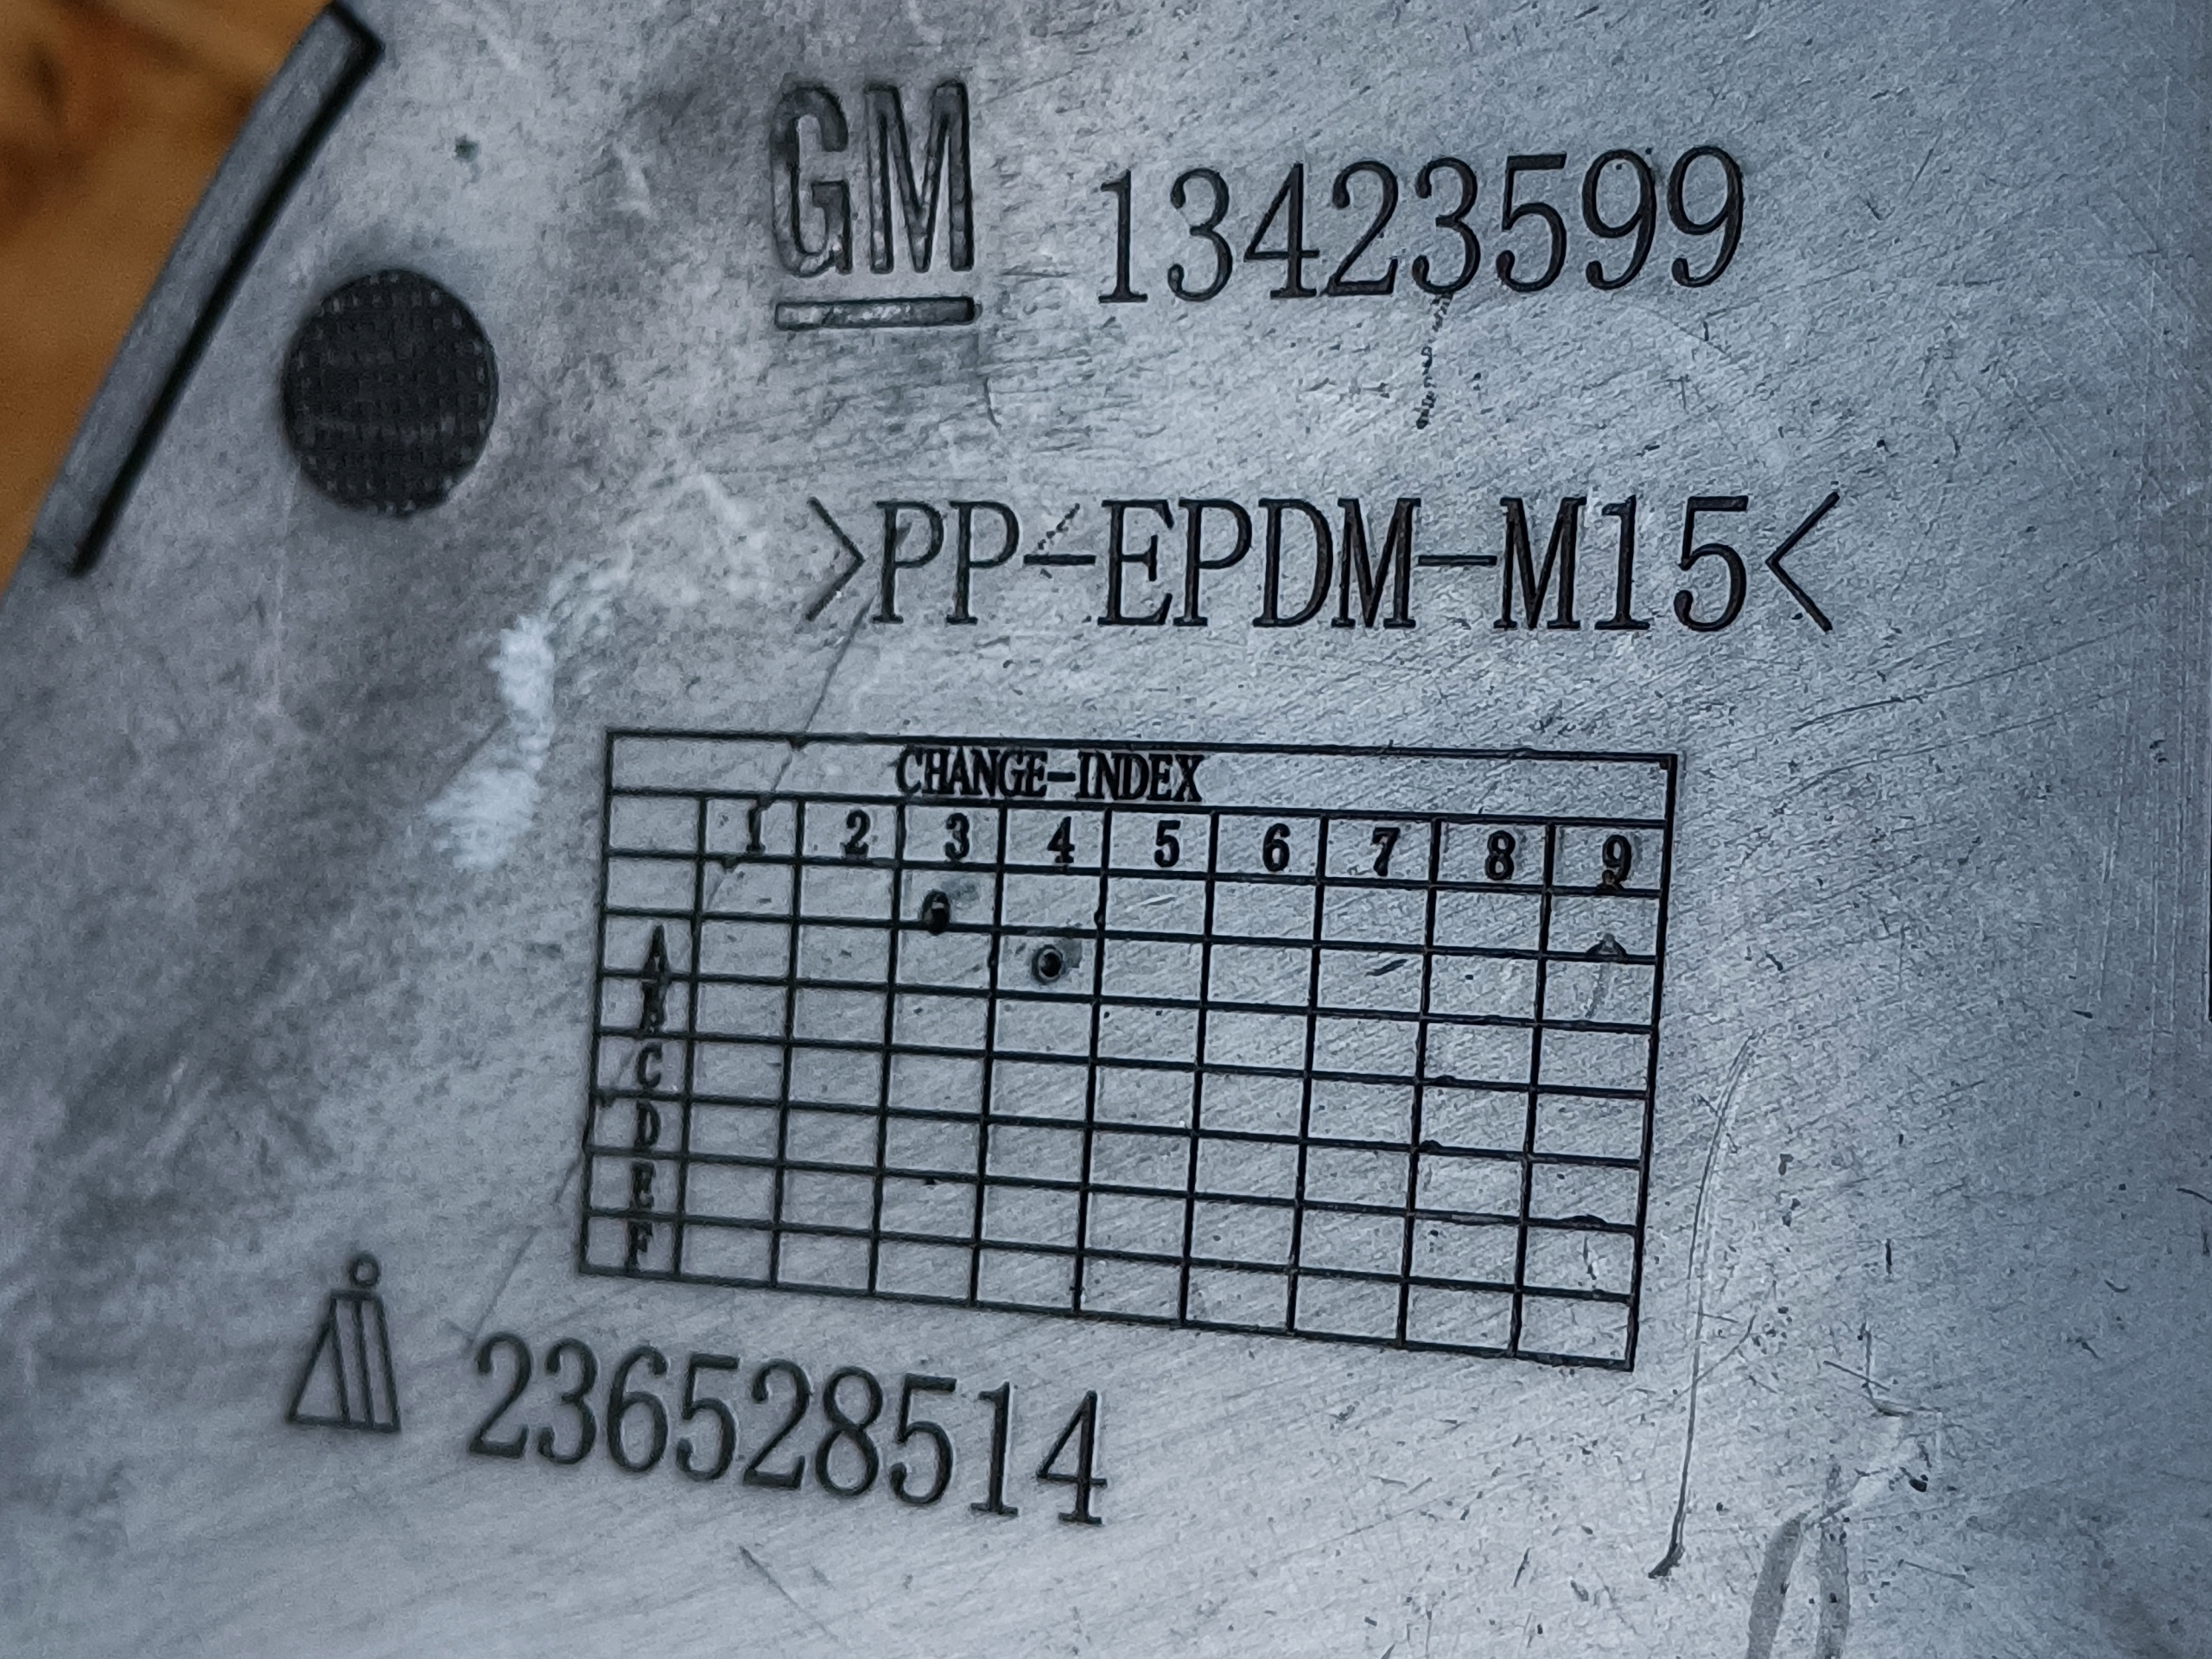 GM 13423599
>PP-EPDM-M15<
CHANGE-INDEX
1 2 3 4 5 6 7 8 9
A
B
C
D
E
F
236528514